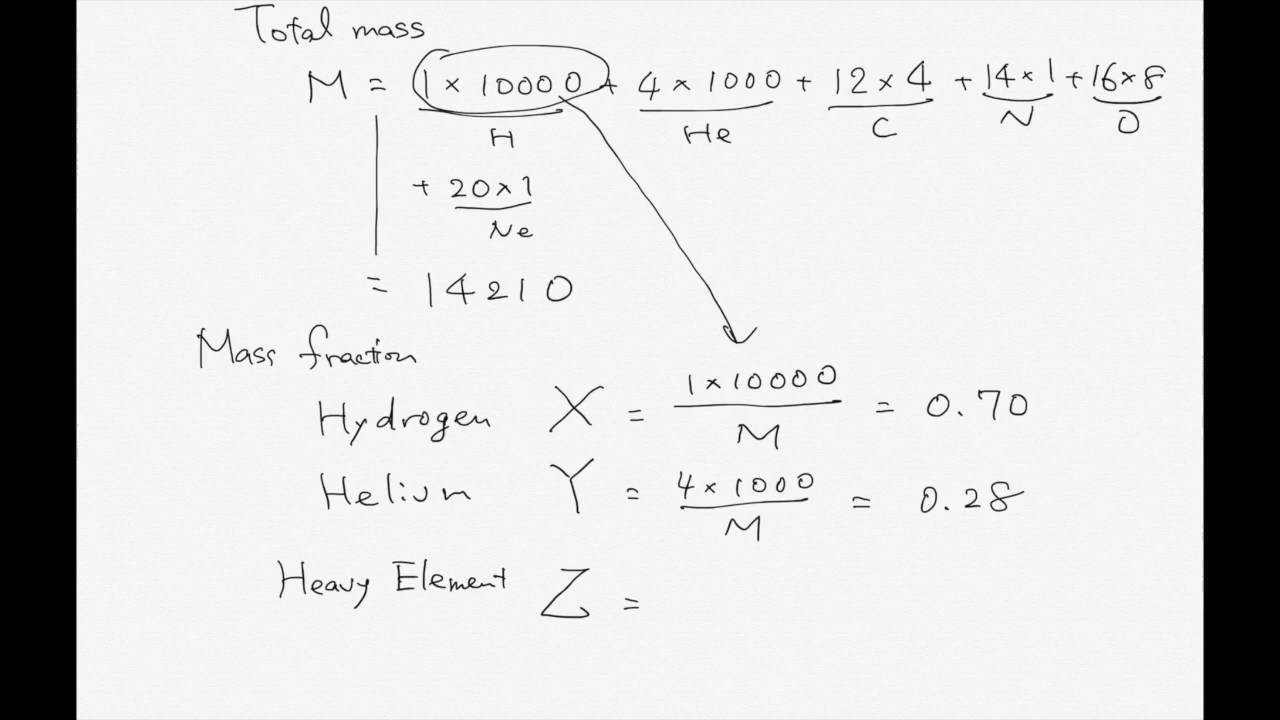 Total mass
M = 1 × 10000 + 4 × 1000 + 12 × 4 + 14 × 1 + 16 × 8
H He C N O
+ 20 × 1
Ne
= 14210
Mass fraction
1 × 10000
Hydrogen X = = 0.70
M
4 × 1000
Helium Y = = 0.28
M
Heavy Element Z =